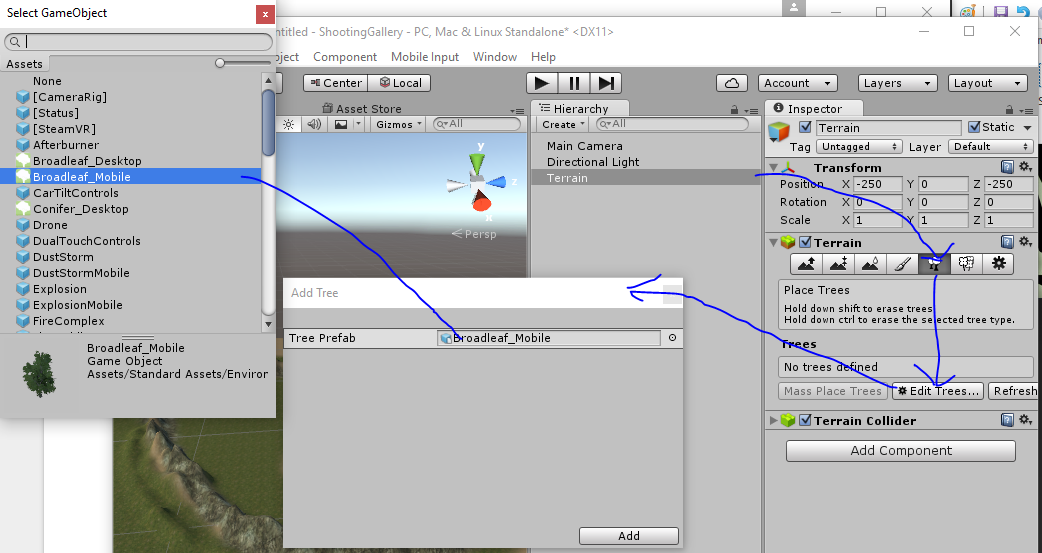 Select GameObject
x
Assets
None
[CameraRig]
[Status]
[SteamVR]
Afterburner
Broadleaf_Desktop
Broadleaf_Mobile
CarTiltControls
Conifer_Desktop
Drone
DualTouchControls
DustStorm
DustStormMobile
Explosion
ExplosionMobile
FireComplex
Broadleaf_Mobile
Game Object
Assets/Standard Assets/Environ
ntitled - ShootingGallery - PC, Mac & Linux Standalone* <DX11>
ject Component Mobile Input Window Help
Center Local
Account Layers Layout
Asset Store
Gizmos All
y
z
x
Persp
Hierarchy
Create All
Main Camera
Directional Light
Terrain
Add Tree
Tree Prefab Broadleaf_Mobile
Add
Inspector
Terrain Static
Tag Untagged Layer Default
Transform
Position X -250 Y 0 Z -250
Rotation X 0 Y 0 Z 0
Scale X 1 Y 1 Z 1
Terrain
Place Trees
Hold down shift to erase trees.
Hold down ctrl to erase the selected tree type.
Trees
No trees defined
Mass Place Trees Edit Trees... Refresh
Terrain Collider
Add Component